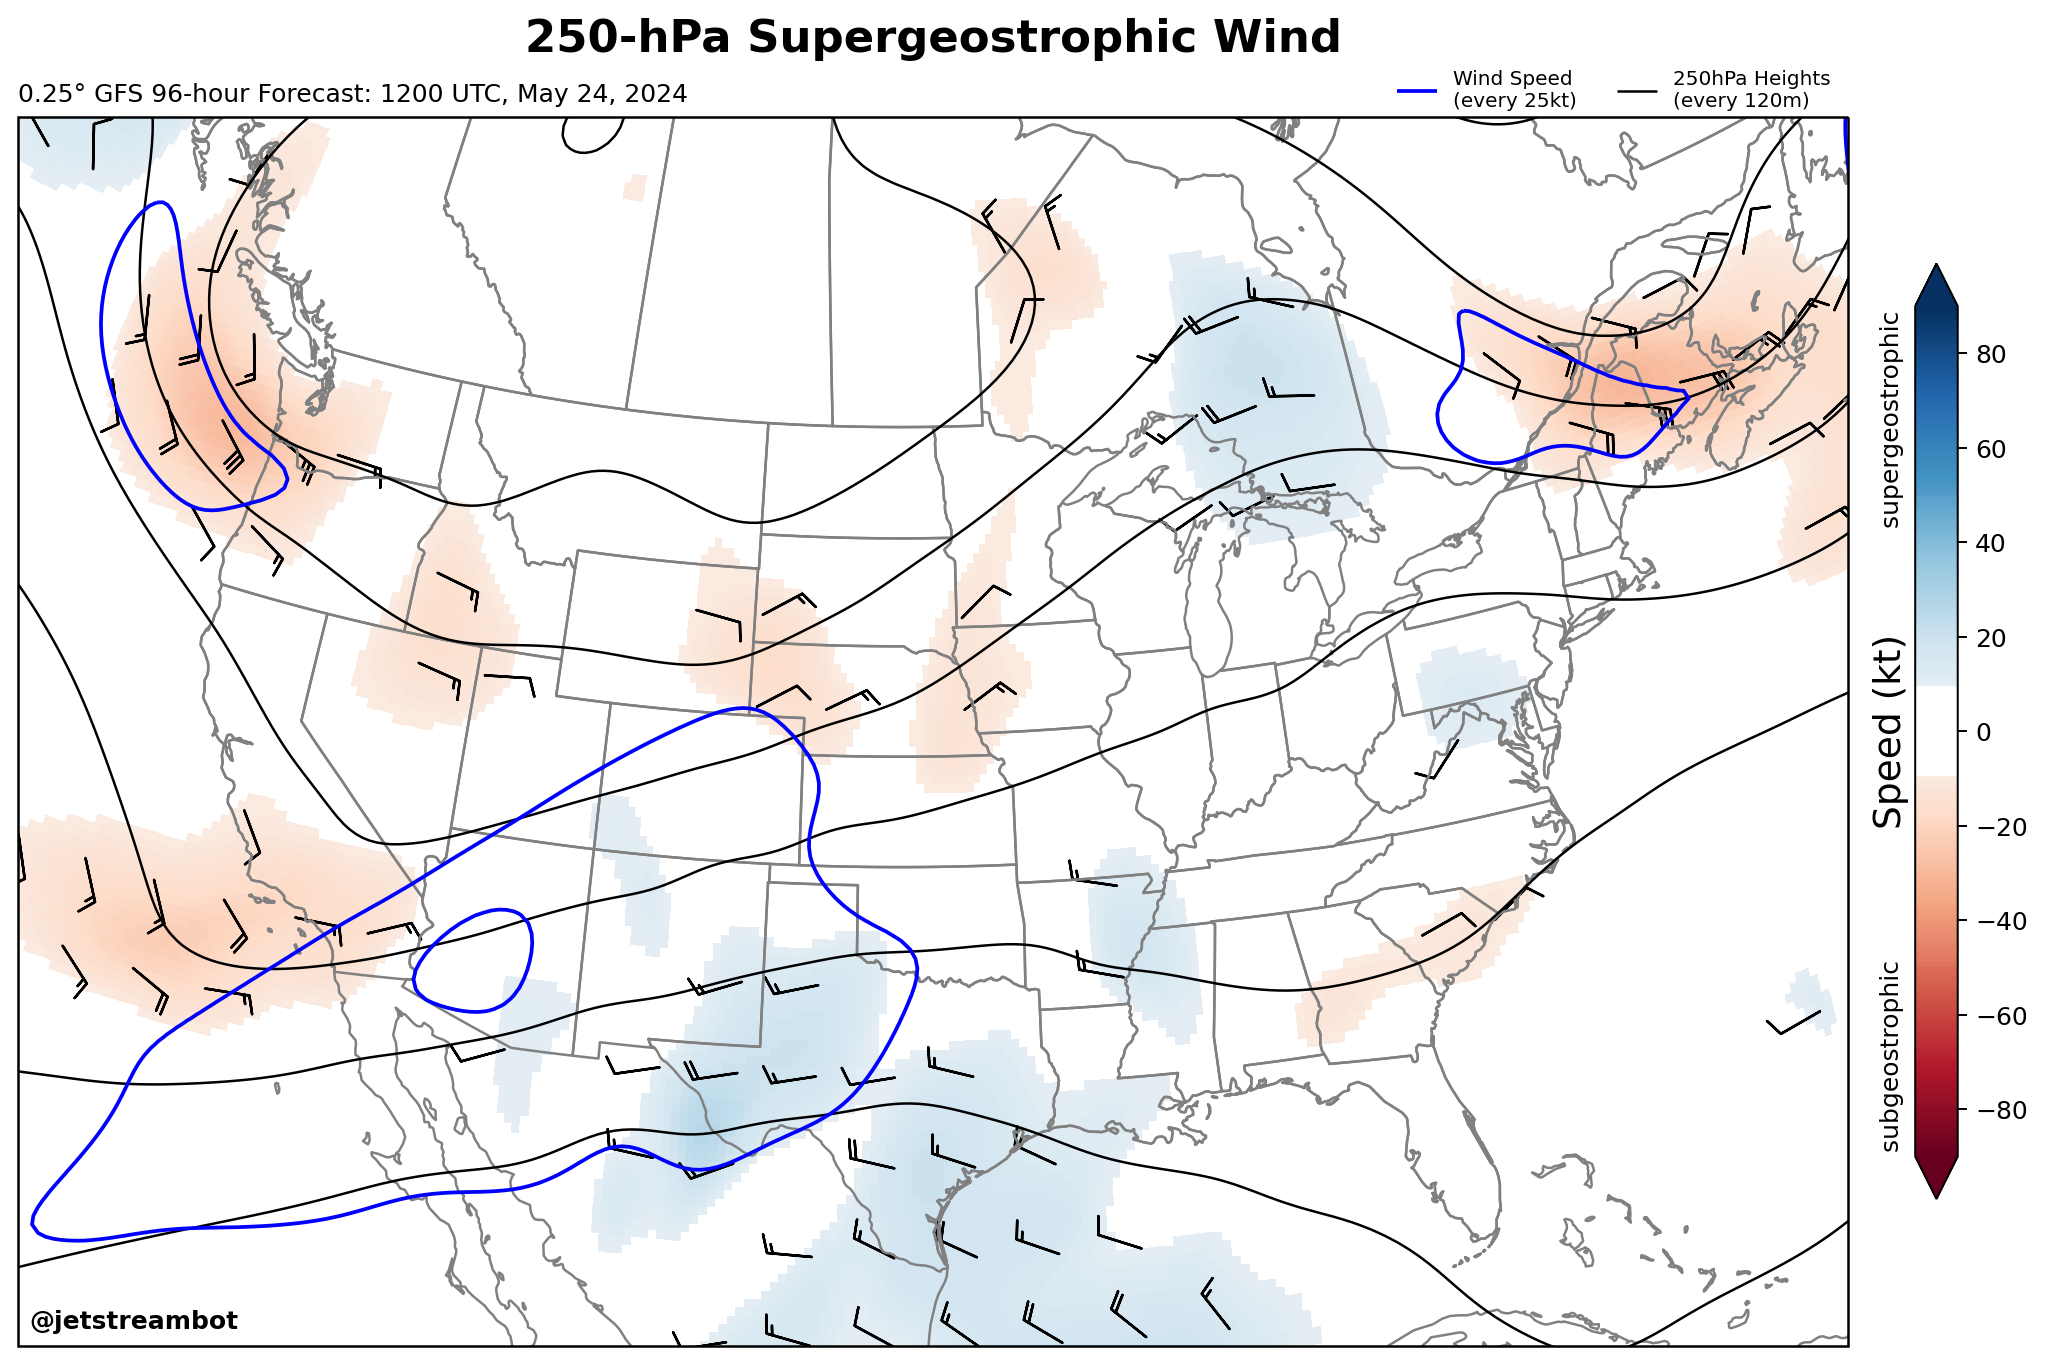 250-hPa Supergeostrophic Wind
0.25° GFS 96-hour Forecast: 1200 UTC, May 24, 2024
Wind Speed
(every 25kt)
250hPa Heights
(every 120m)
supergeostrophic
Speed (kt)
subgeostrophic
80
60
40
20
0
−20
−40
−60
−80
@jetstreambot